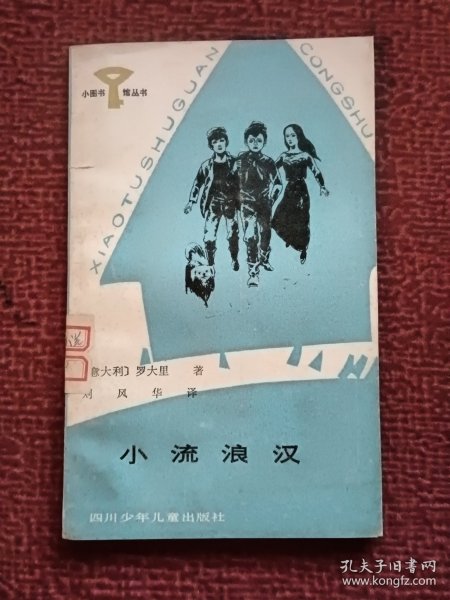 小图书
馆丛书
XIAOTUSHUGUAN
CONGSHU
意大利〕罗大里 著
刘风华译
小流浪汉
四川少年儿童出版社
孔夫子旧书网
www.kongfz.com